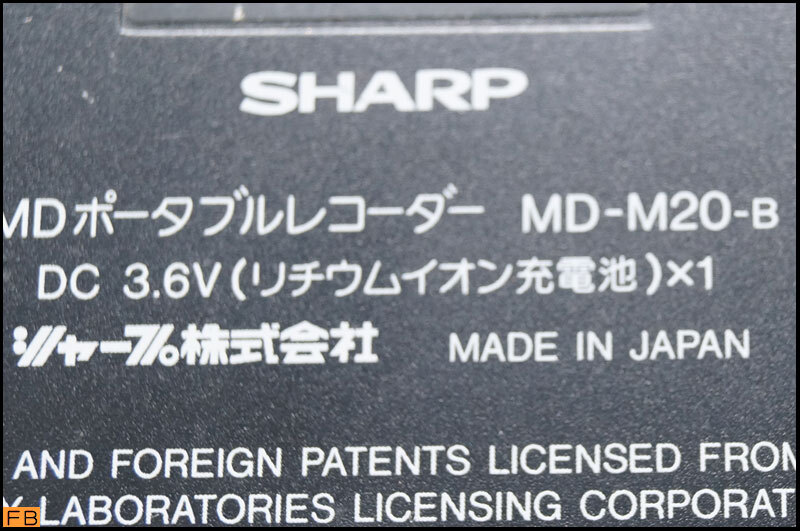 SHARP
MDポータブルレコーダー MD-M20-B
DC 3.6V(リチウムイオン充電池)×1
シャープ株式会社 MADE IN JAPAN
AND FOREIGN PATENTS LICENSED FROM
LABORATORIES LICENSING CORPORAT
FB